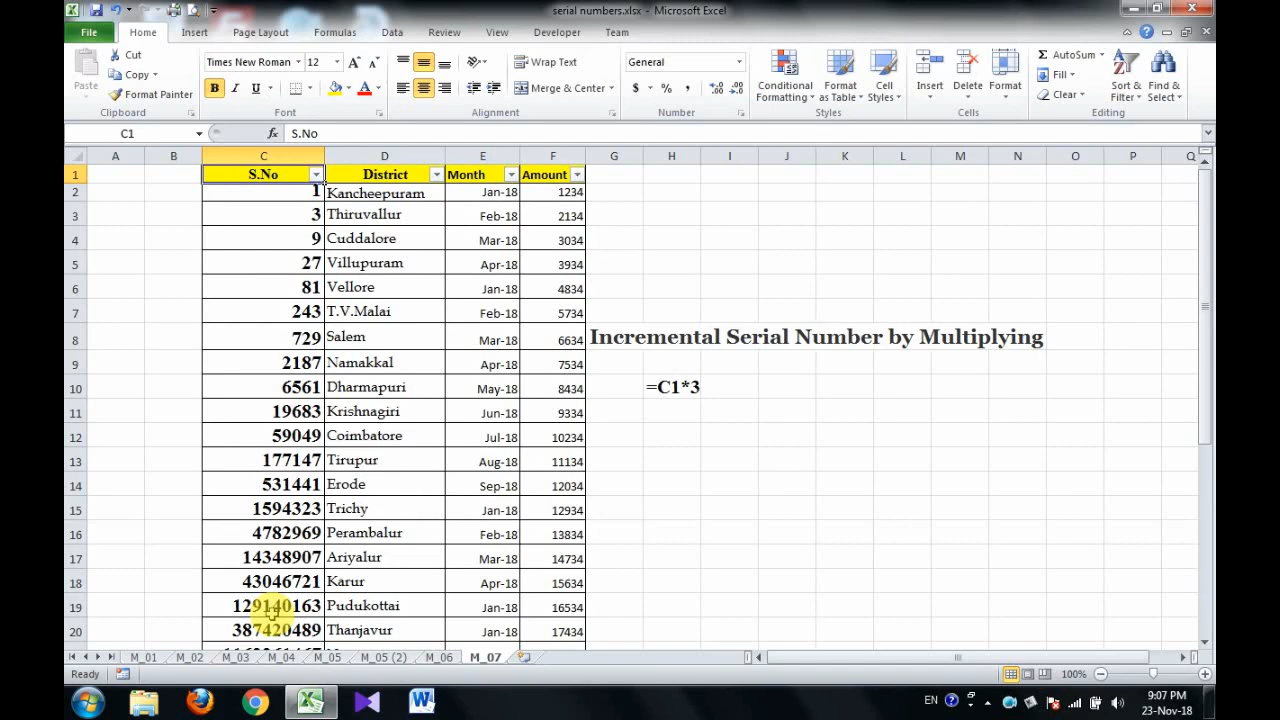 serial numbers.xlsx - Microsoft Excel
File Home Insert Page Layout Formulas Data Review View Developer Team
Paste
Cut
Copy
Format Painter
Clipboard
Times New Roman 12
B I U
Font
Wrap Text
Merge & Center
Alignment
General
$ % ,
Number
Conditional Formatting
Format as Table
Cell Styles
Styles
Insert
Delete
Format
Cells
AutoSum
Fill
Clear
Sort & Filter
Find & Select
Editing
C1 fx S.No
A B C D E F G H I J K L M N O P Q
1 S.No District Month Amount
2 1 Kancheepuram Jan-18 1234
3 3 Thiruvallur Feb-18 2134
4 9 Cuddalore Mar-18 3034
5 27 Villupuram Apr-18 3934
6 81 Vellore Jan-18 4834
7 243 T.V.Malai Feb-18 5734
8 729 Salem Mar-18 6634 Incremental Serial Number by Multiplying
9 2187 Namakkal Apr-18 7534
10 6561 Dharmapuri May-18 8434 =C1*3
11 19683 Krishnagiri Jun-18 9334
12 59049 Coimbatore Jul-18 10234
13 177147 Tirupur Aug-18 11134
14 531441 Erode Sep-18 12034
15 1594323 Trichy Jan-18 12934
16 4782969 Perambalur Feb-18 13834
17 14348907 Ariyalur Mar-18 14734
18 43046721 Karur Apr-18 15634
19 129140163 Pudukottai Jan-18 16534
20 387420489 Thanjavur Jan-18 17434
M_01 M_02 M_03 M_04 M_05 M_05 (2) M_06 M_07
Ready 100%
EN 9:07 PM
23-Nov-18